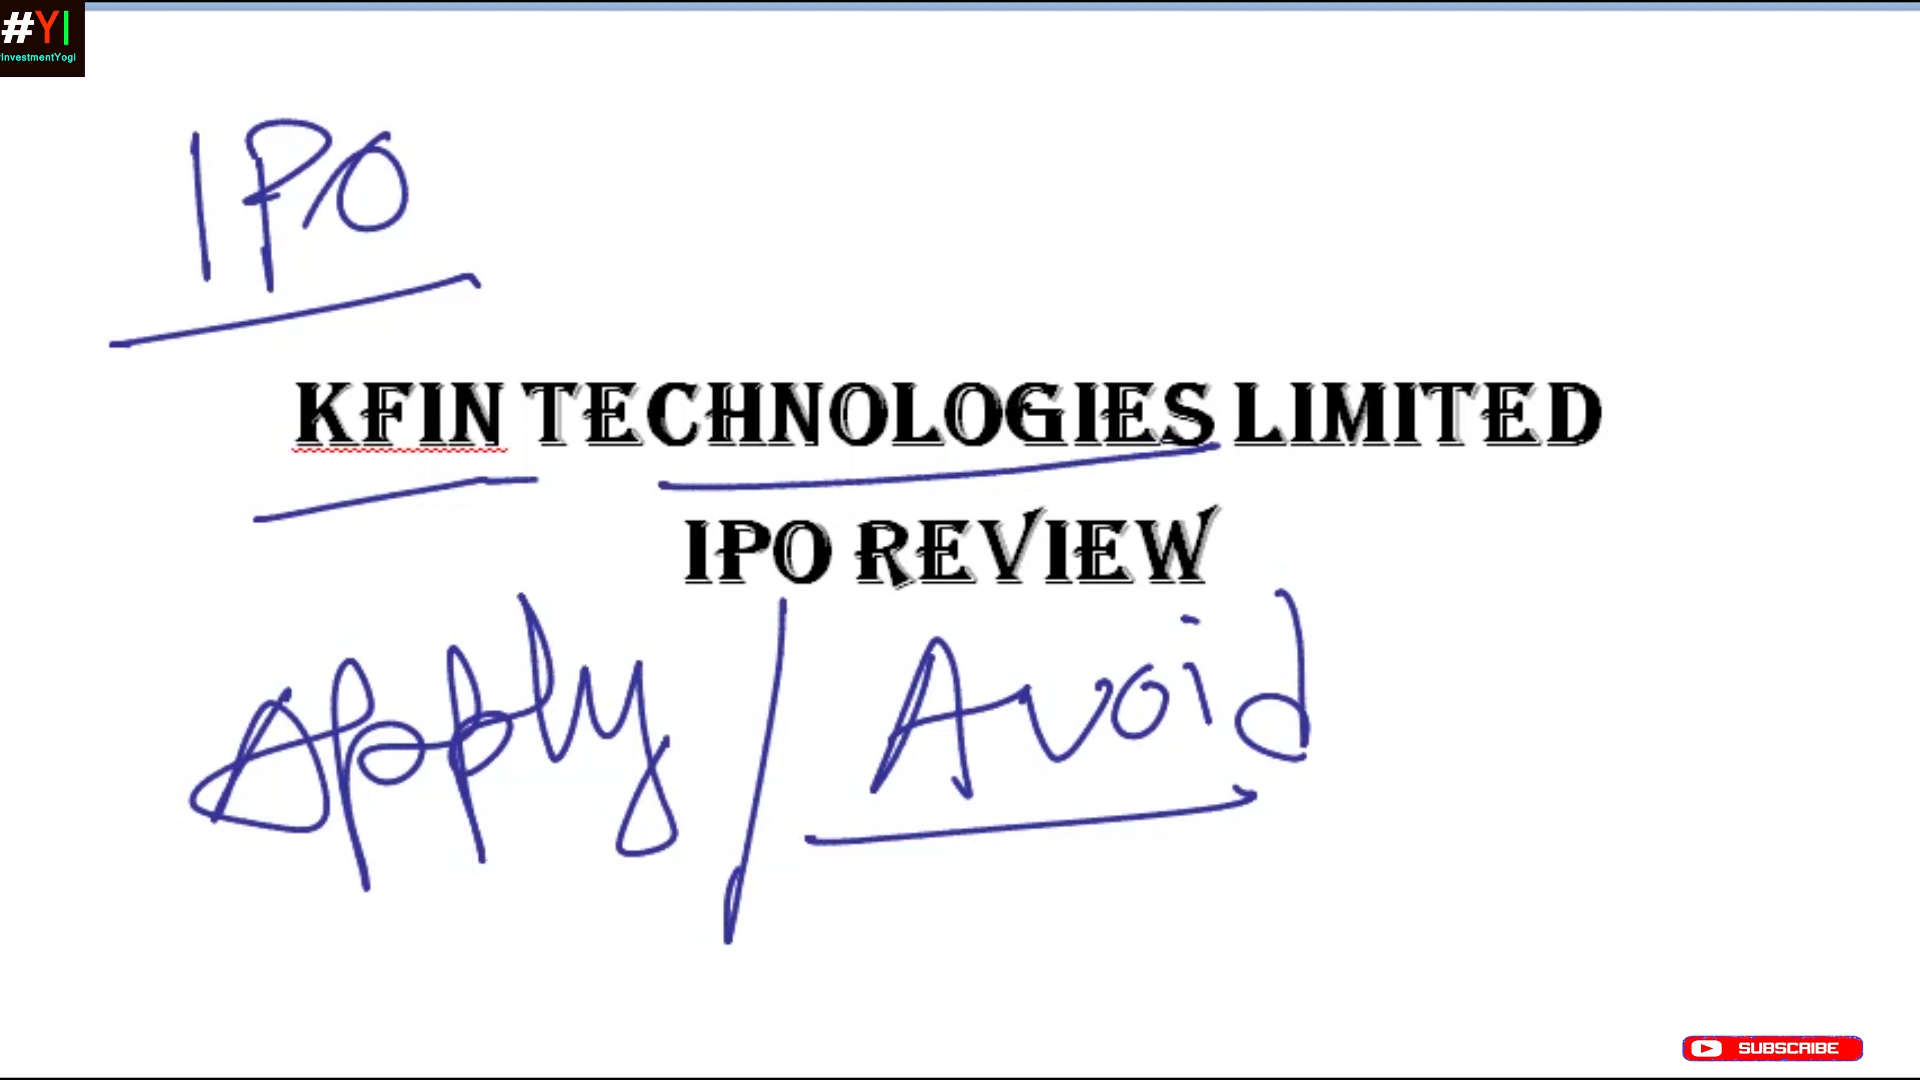 #YI
InvestmentYogi
IPO
KFIN TECHNOLOGIES LIMITED
IPO REVIEW
Apply / Avoid
SUBSCRIBE